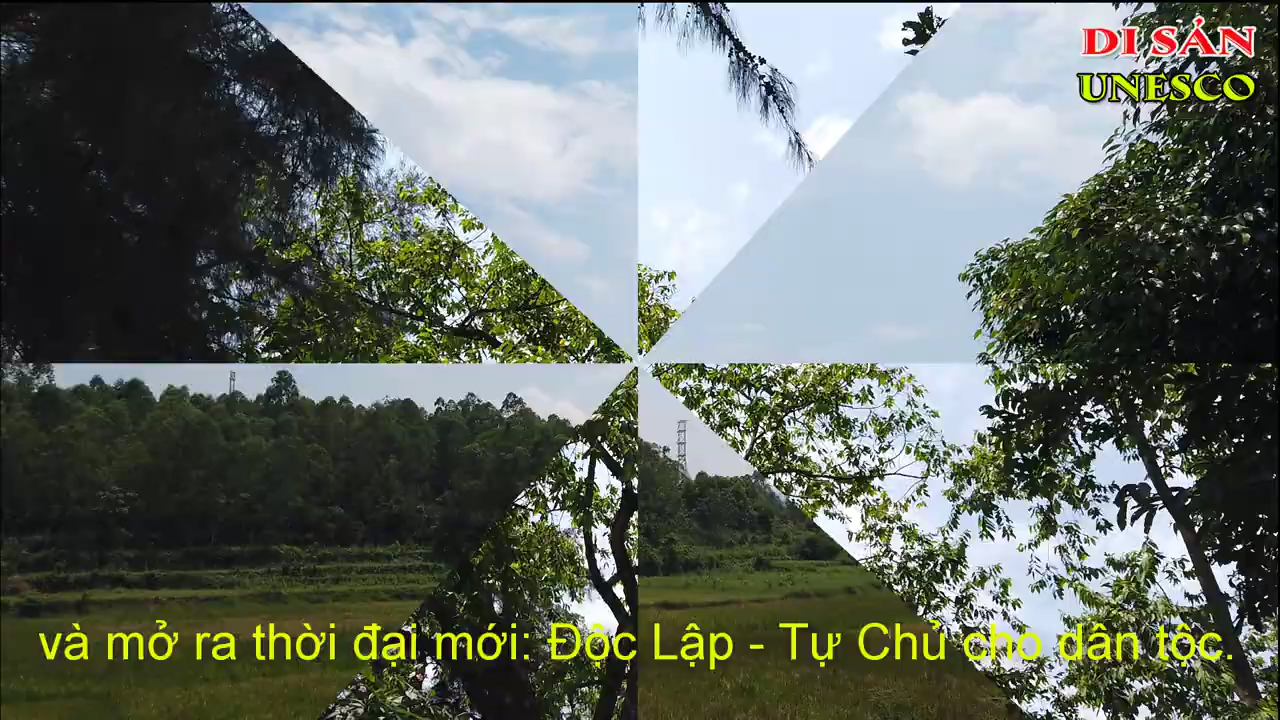 DI SẢN
UNESCO
và mở ra thời đại mới: Độc Lập - Tự Chủ cho dân tộc.